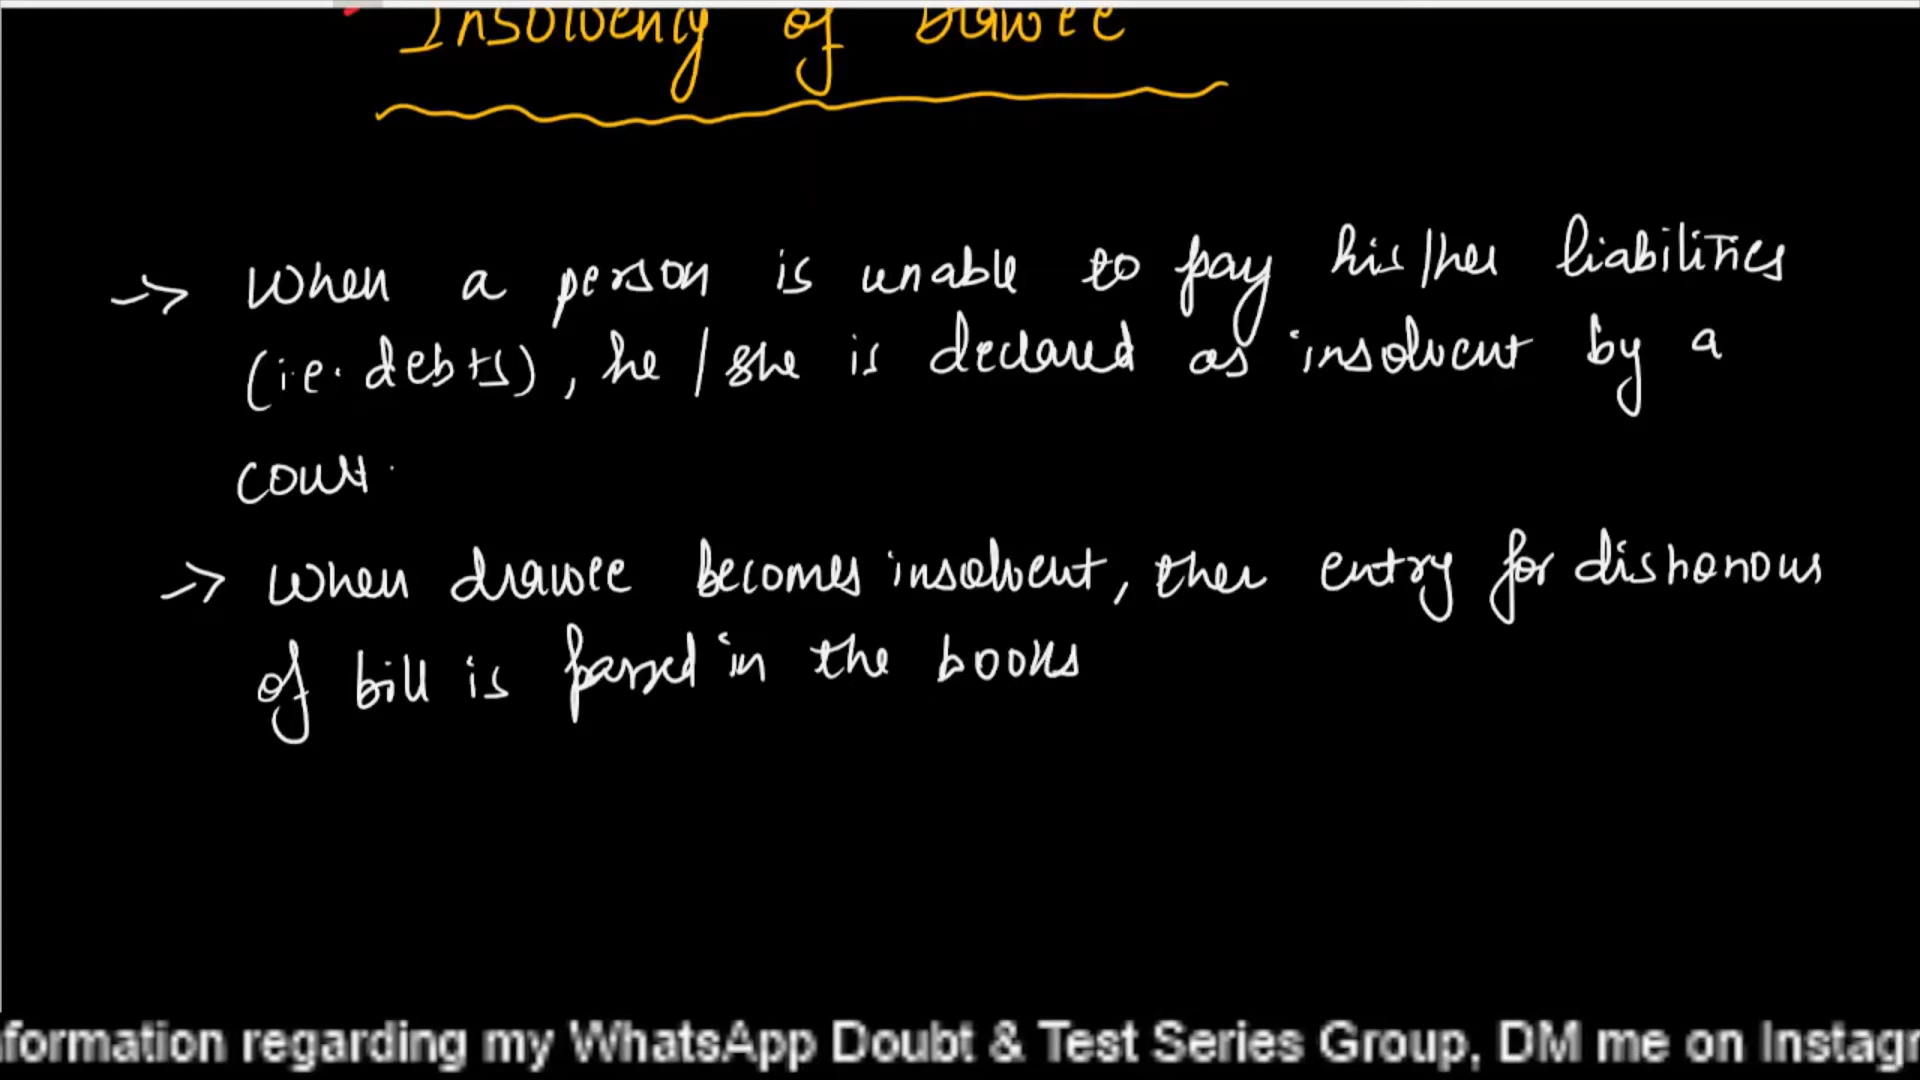 Insolvency of Drawee
-> When a person is unable to pay his/her liabilities
(i.e. debts), he / she is declared as insolvent by a
court.
-> When drawee becomes insolvent, then entry for dishonour
of bill is passed in the books
nformation regarding my WhatsApp Doubt & Test Series Group, DM me on Instagr